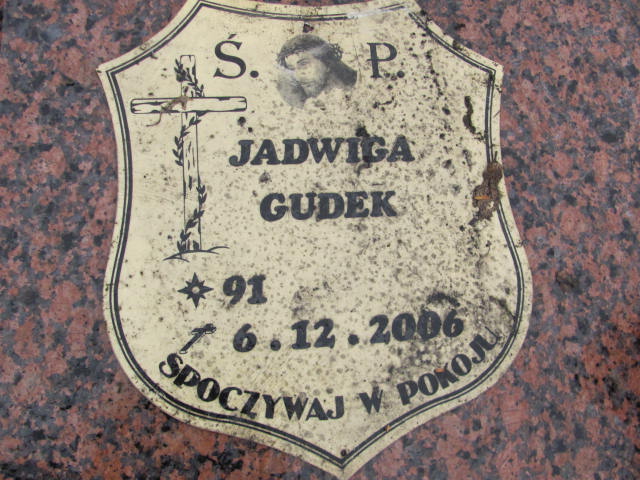 Ś. P.
JADWIGA
GUDEK
91
6.12.2006
SPOCZYWAJ W POKOJU